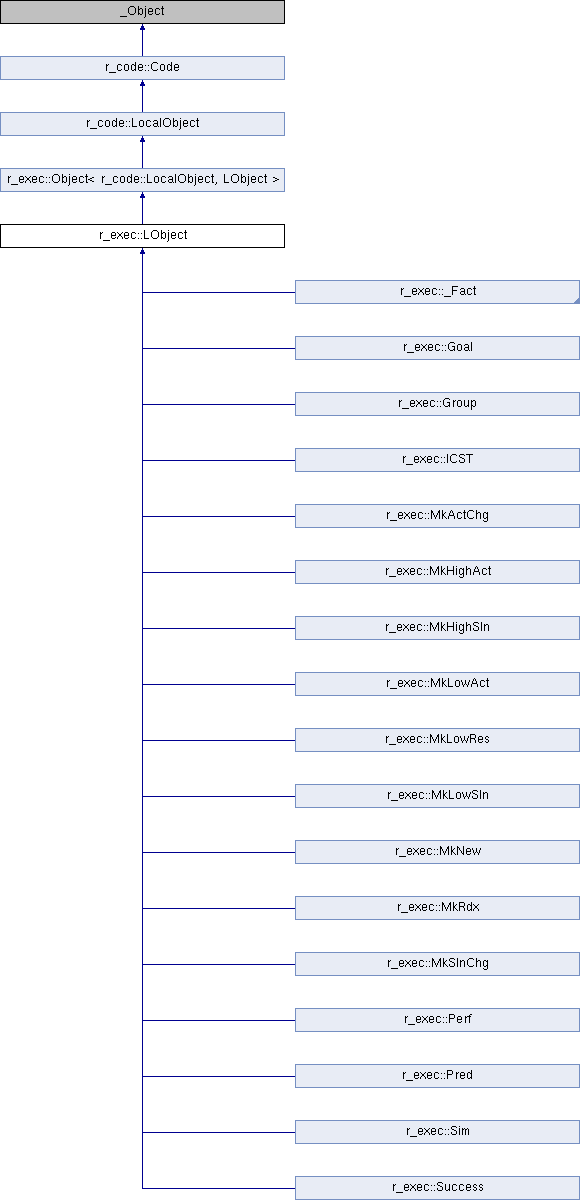 _Object
r_code::Code
r_code::LocalObject
r_exec::Object< r_code::LocalObject, LObject >
r_exec::LObject
r_exec::_Fact
r_exec::Goal
r_exec::Group
r_exec::ICST
r_exec::MkActChg
r_exec::MkHighAct
r_exec::MkHighSln
r_exec::MkLowAct
r_exec::MkLowRes
r_exec::MkLowSln
r_exec::MkNew
r_exec::MkRdx
r_exec::MkSlnChg
r_exec::Perf
r_exec::Pred
r_exec::Sim
r_exec::Success